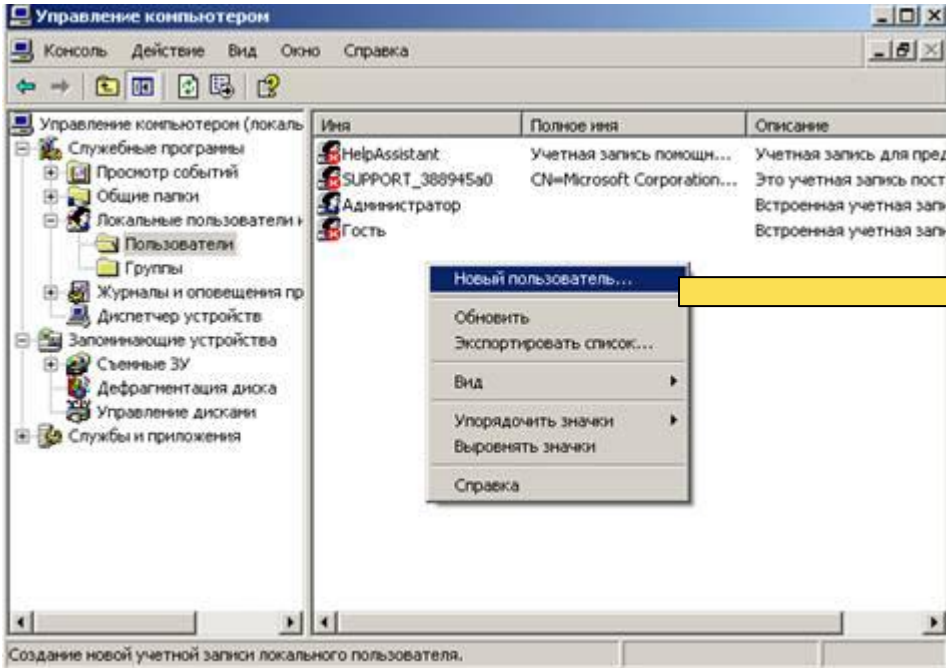 Управление компьютером
Консоль Действие Вид Окно Справка
Управление компьютером (локаль
Служебные программы
Просмотр событий
Общие папки
Локальные пользователи и
Пользователи
Группы
Журналы и оповещения пр
Диспетчер устройств
Запоминающие устройства
Съемные ЗУ
Дефрагментация диска
Управление дисками
Службы и приложения
Имя Полное имя Описание
HelpAssistant Учетная запись помощн... Учетная запись для пред
SUPPORT_388945a0 CN=Microsoft Corporation... Это учетная запись пост
Администратор Встроенная учетная запи
Гость Встроенная учетная запи
Новый пользователь...
Обновить
Экспортировать список...
Вид
Упорядочить значки
Выровнять значки
Справка
Создание новой учетной записи локального пользователя.